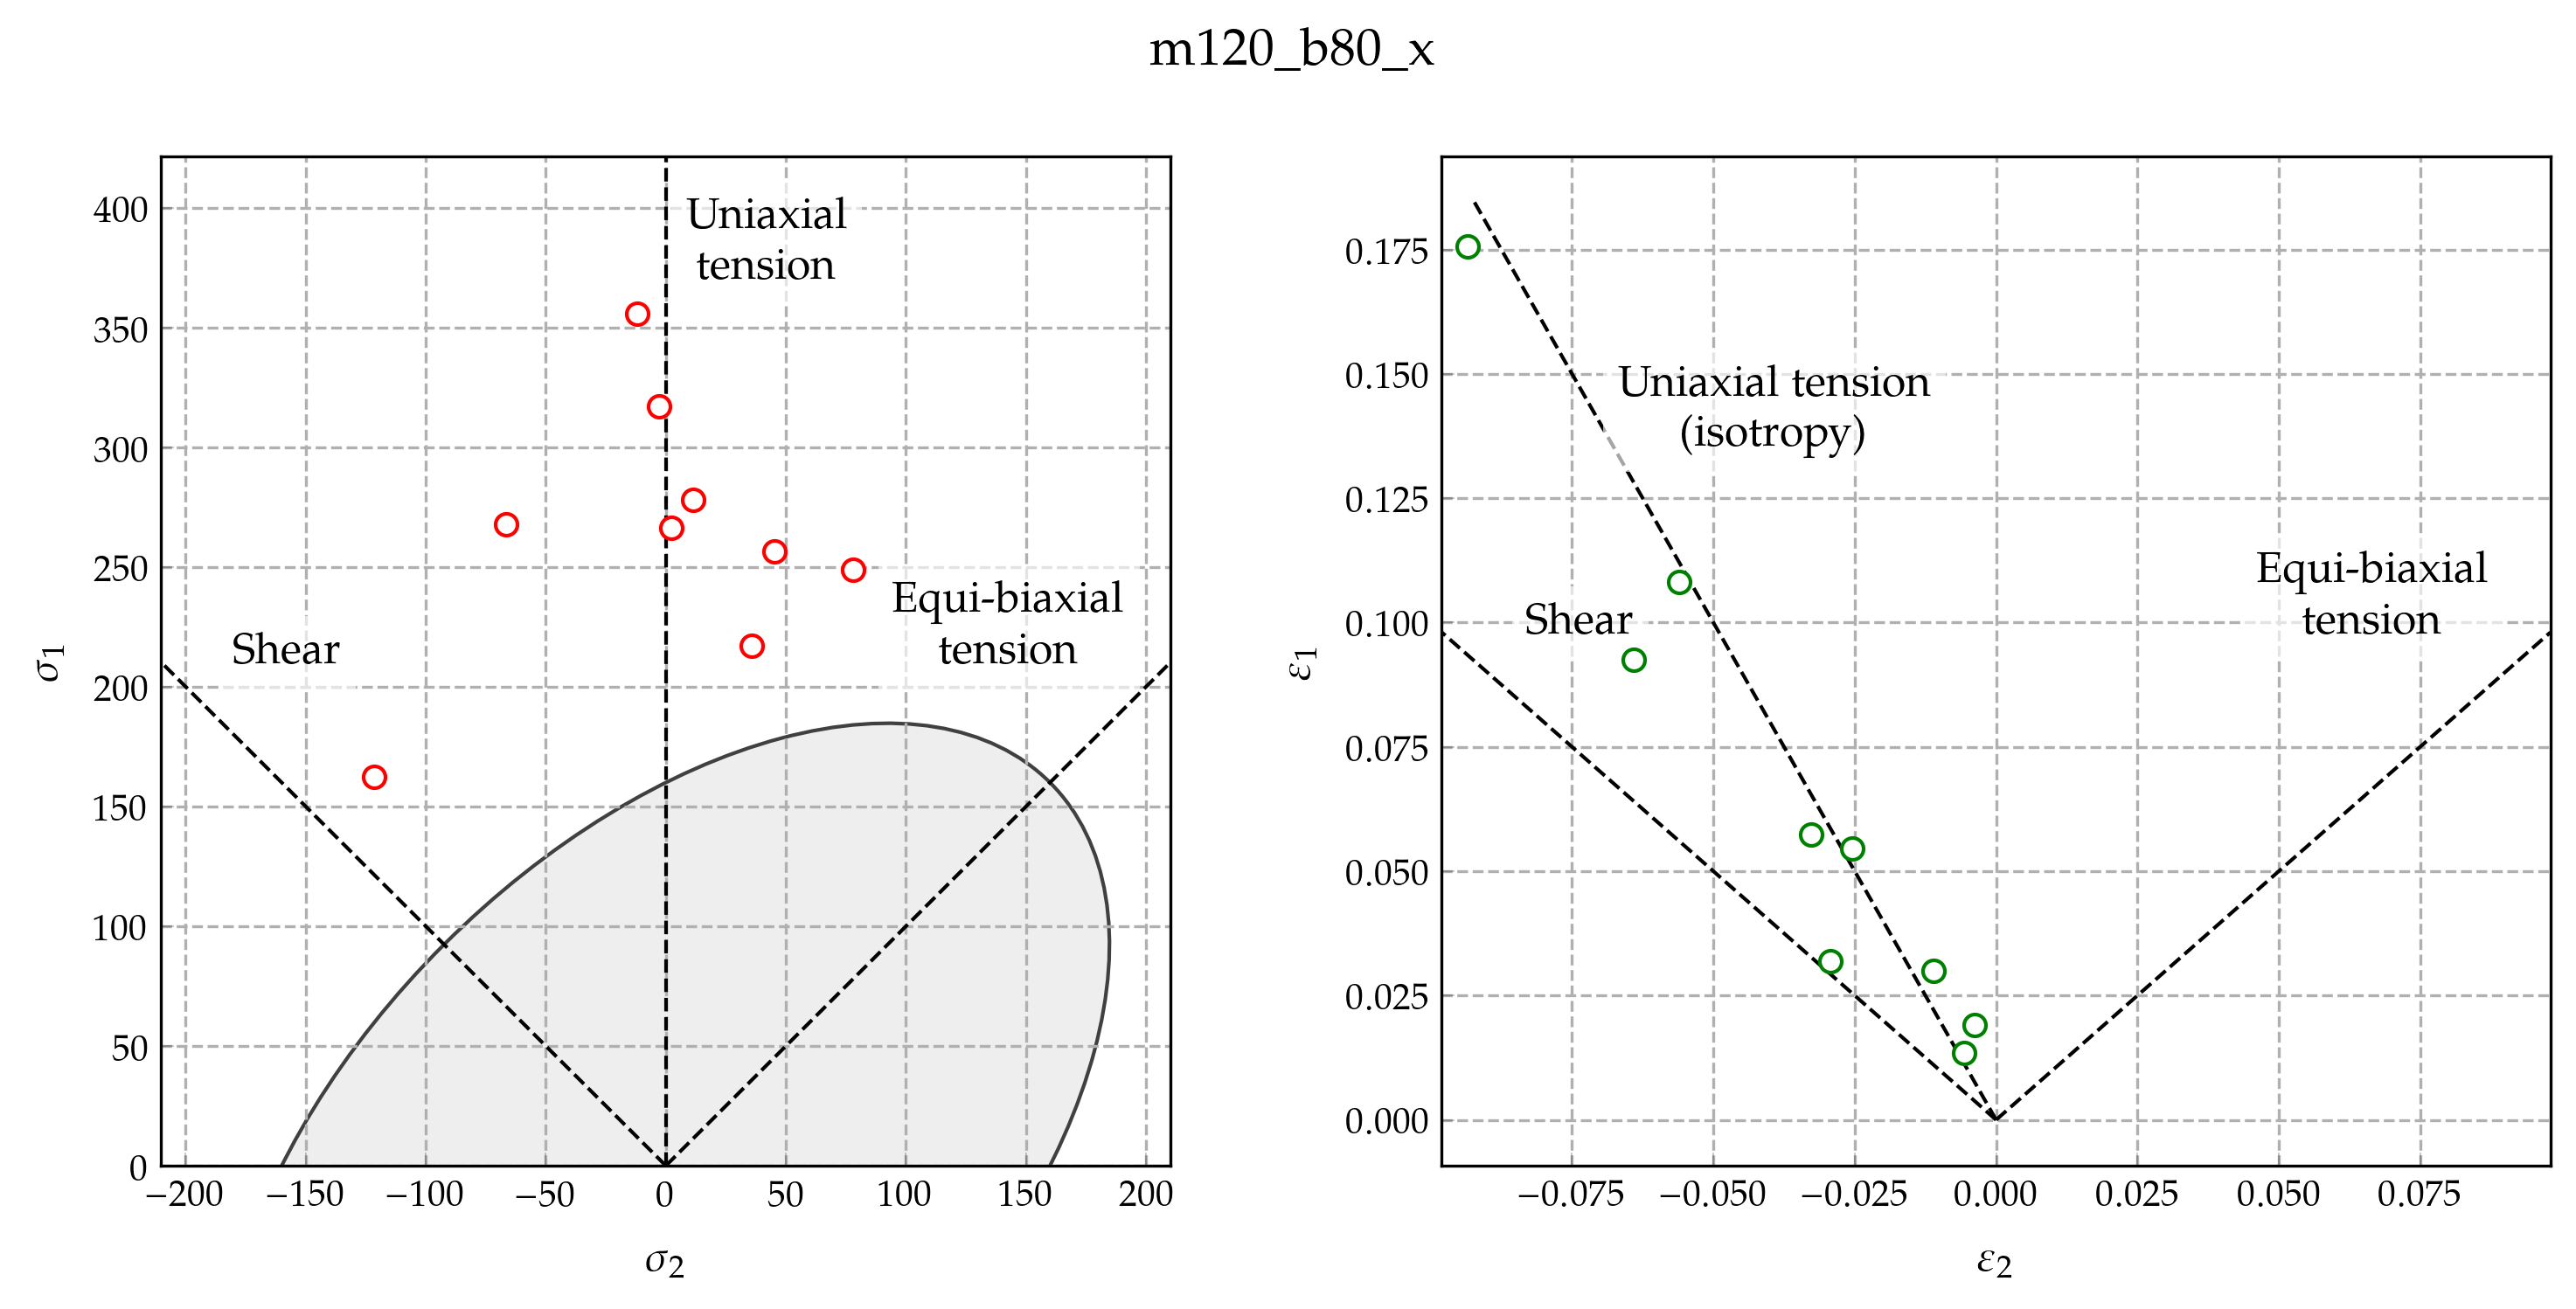 m120_b80_x
400
350
300
250
200
150
100
50
0
σ1
Uniaxial
tension
Shear
Equi-biaxial
tension
−200 −150 −100 −50 0 50 100 150 200
σ2
0.175
0.150
0.125
0.100
0.075
0.050
0.025
0.000
ε1
Uniaxial tension
(isotropy)
Shear
Equi-biaxial
tension
−0.075 −0.050 −0.025 0.000 0.025 0.050 0.075
ε2